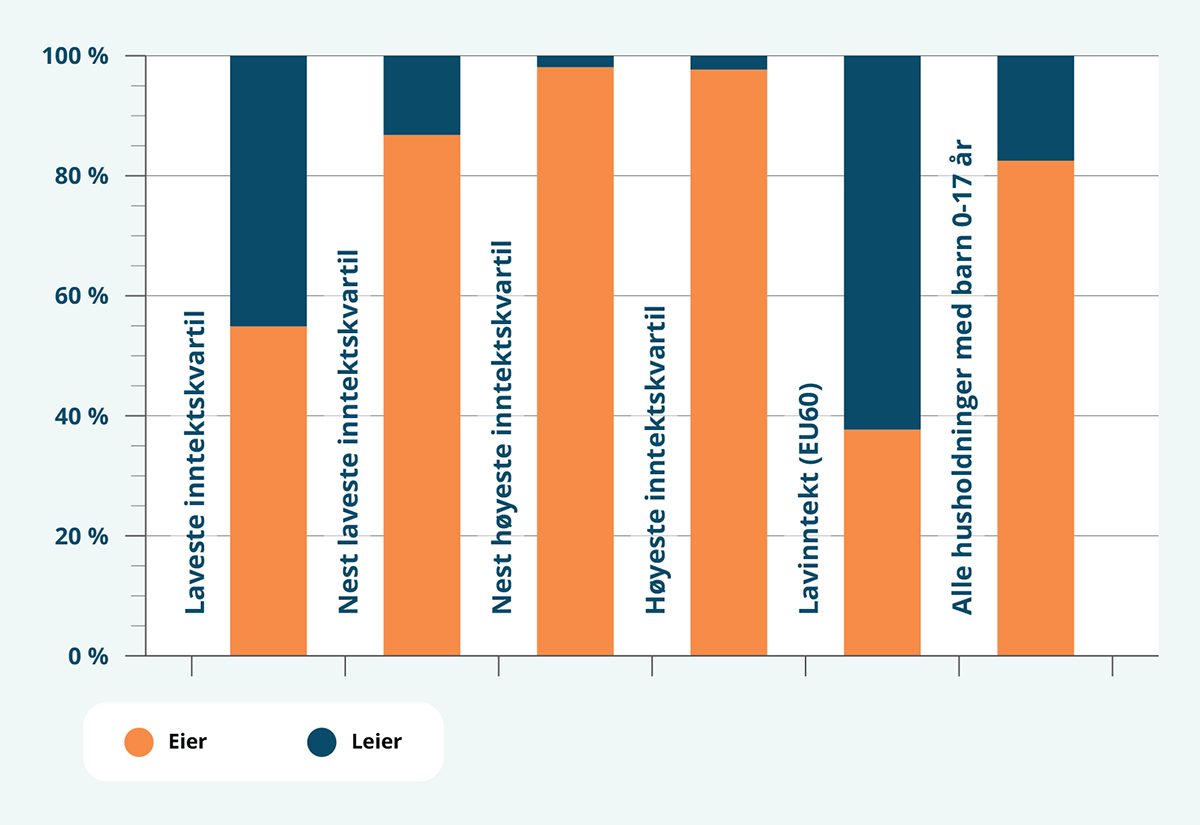 100 %
80 %
60 %
40 %
20 %
0 %
Laveste inntektskvartil
Nest laveste inntektskvartil
Nest høyeste inntektskvartil
Høyeste inntektskvartil
Lavinntekt (EU60)
Alle husholdninger med barn 0-17 år
Eier
Leier